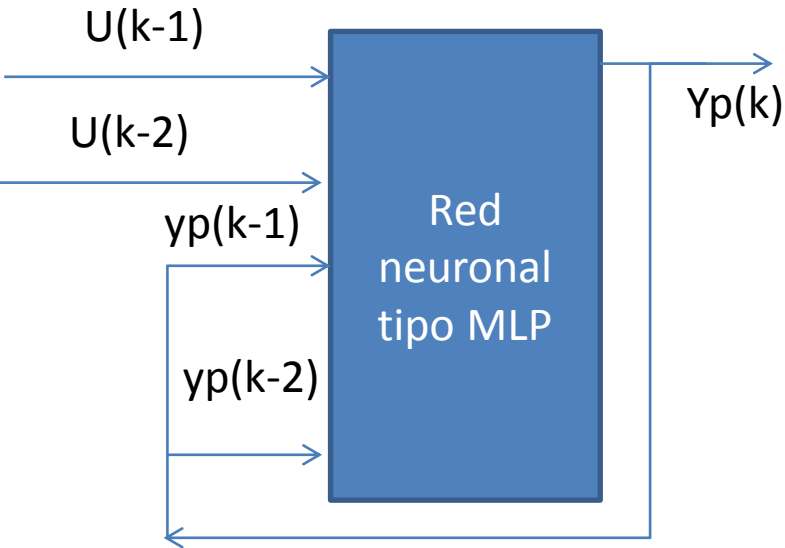 U(k-1)
Yp(k)
U(k-2)
yp(k-1)
Red
neuronal
tipo MLP
yp(k-2)